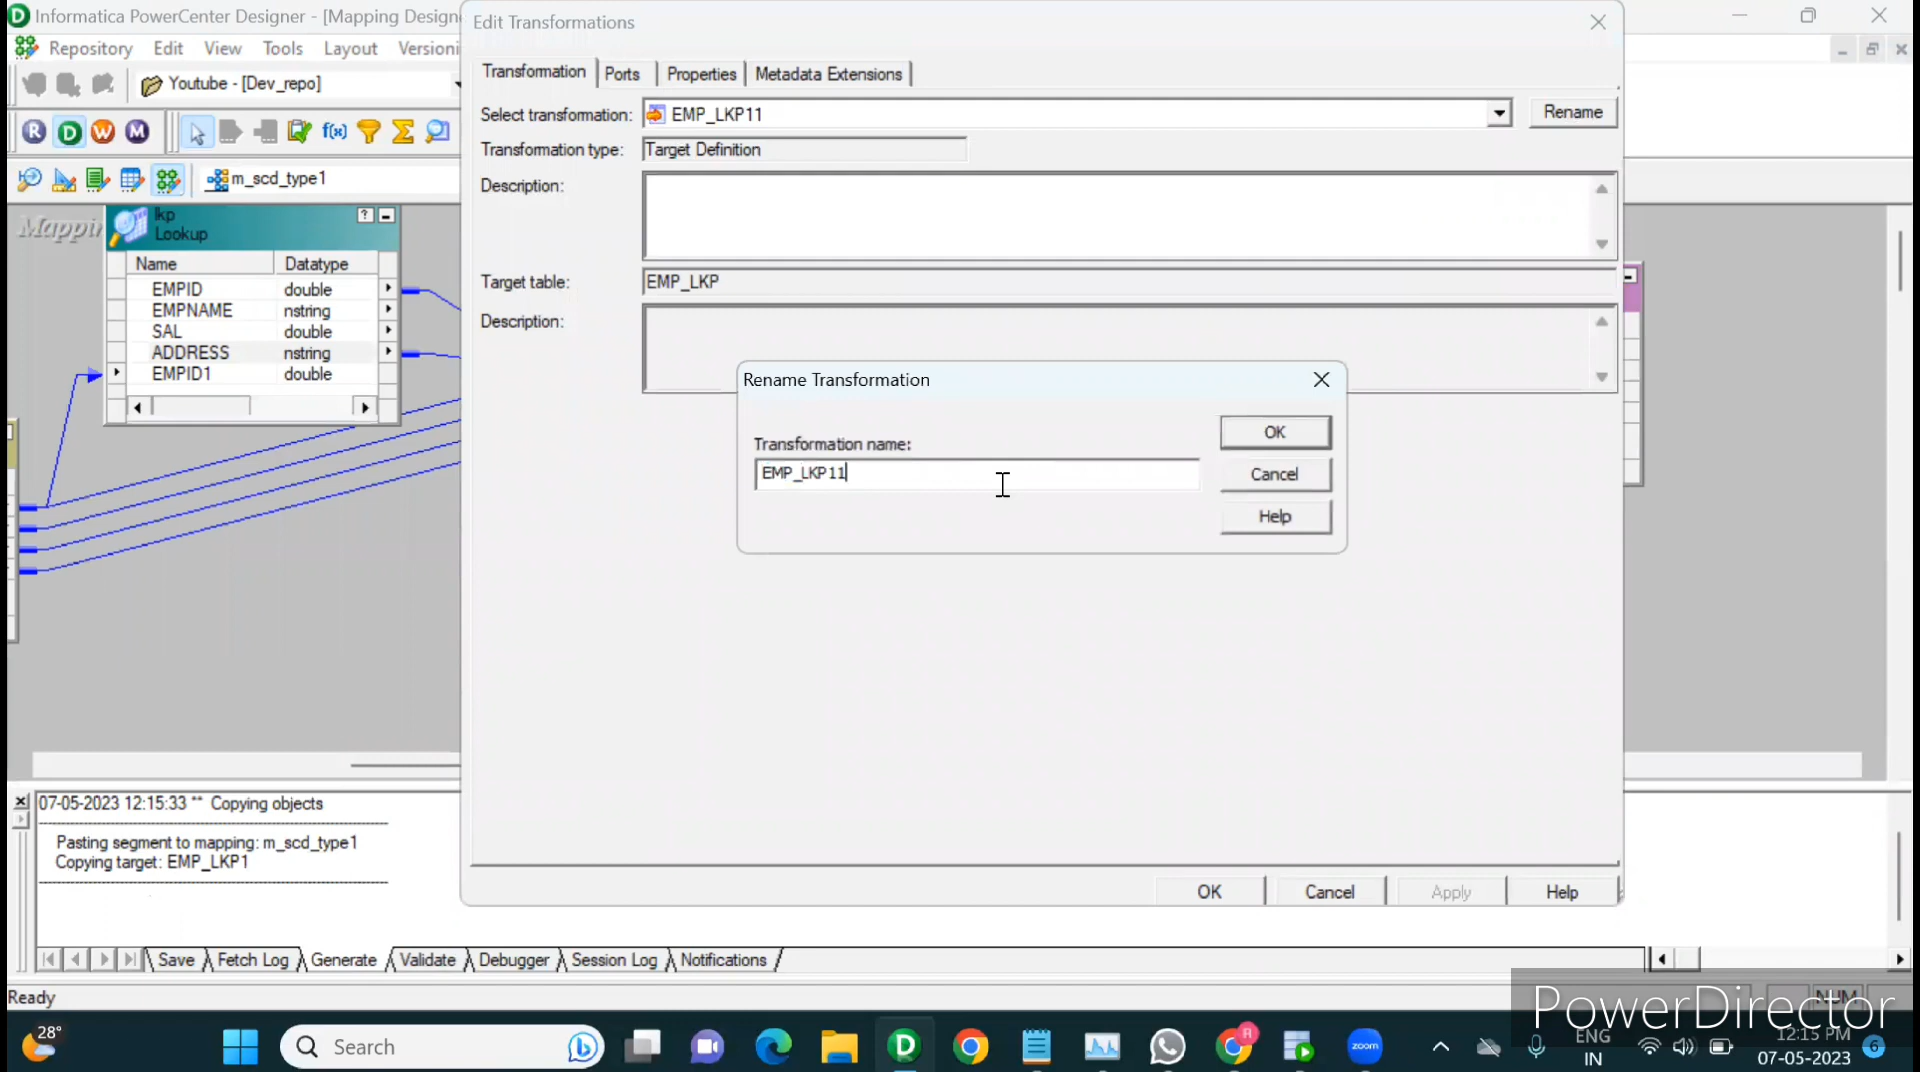 Informatica PowerCenter Designer - [Mapping Design
Edit Transformations
Repository Edit View Tools Layout Versioni
Transformation Ports Properties Metadata Extensions
Youtube - [Dev_repo]
Select transformation: EMP_LKP11 Rename
R D W M f(x)
Transformation type: Target Definition
m_scd_type1
Description:
lkp
Lookup
Name Datatype
EMPID double
EMPNAME nstring
SAL double
ADDRESS nstring
EMPID1 double
Target table: EMP_LKP
Description:
Rename Transformation
Transformation name:
EMP_LKP11
OK
Cancel
Help
07-05-2023 12:15:33 ** Copying objects
Pasting segment to mapping: m_scd_type1
Copying target: EMP_LKP1
OK Cancel Apply Help
Save Fetch Log Generate Validate Debugger Session Log Notifications
Ready
NUM
PowerDirector
28°
Search
zoom
ENG
IN
12:15 PM
07-05-2023
6